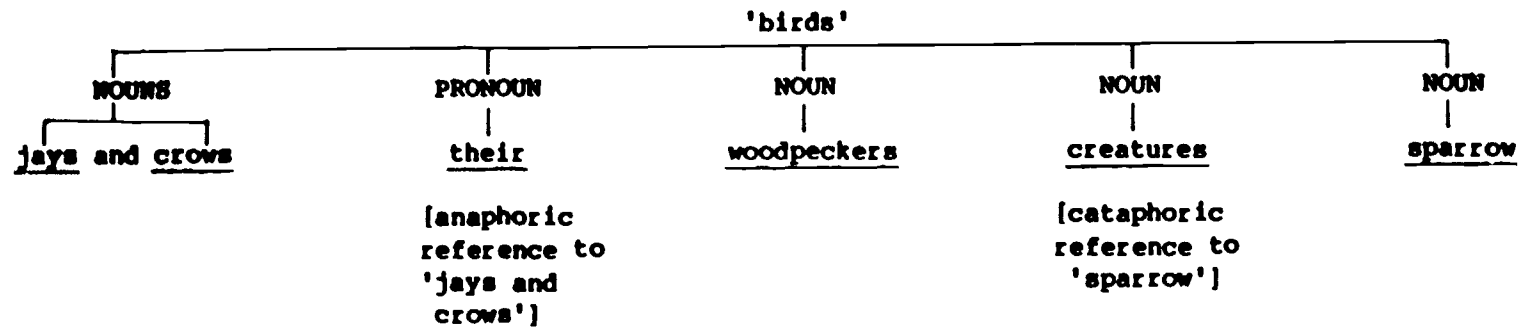 'birds'
NOUNS PRONOUN NOUN NOUN NOUN
jays and crows their woodpeckers creatures sparrow
[anaphoric reference to 'jays and crows']
[cataphoric reference to 'sparrow']